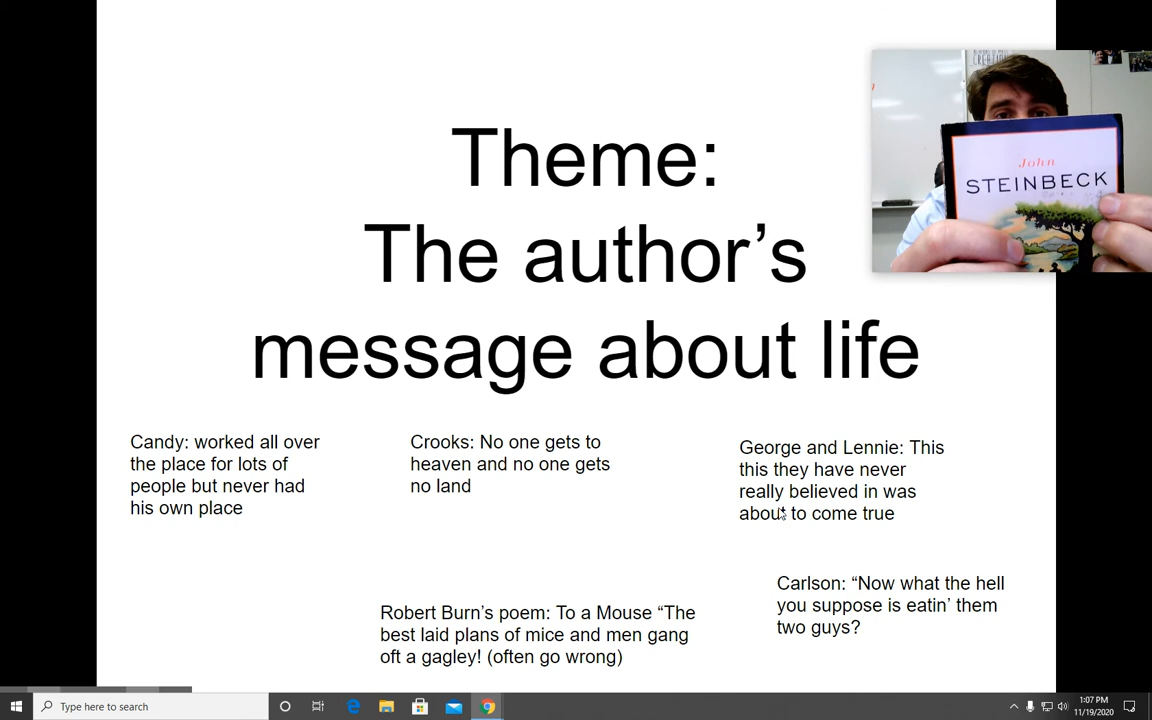 Theme:
The author's
message about life
CREATION
John
STEINBECK
Candy: worked all over
the place for lots of
people but never had
his own place
Crooks: No one gets to
heaven and no one gets
no land
George and Lennie: This
this they have never
really believed in was
about to come true
Robert Burn's poem: To a Mouse “The
best laid plans of mice and men gang
oft a gagley! (often go wrong)
Carlson: “Now what the hell
you suppose is eatin' them
two guys?
Type here to search
1:07 PM
11/19/2020